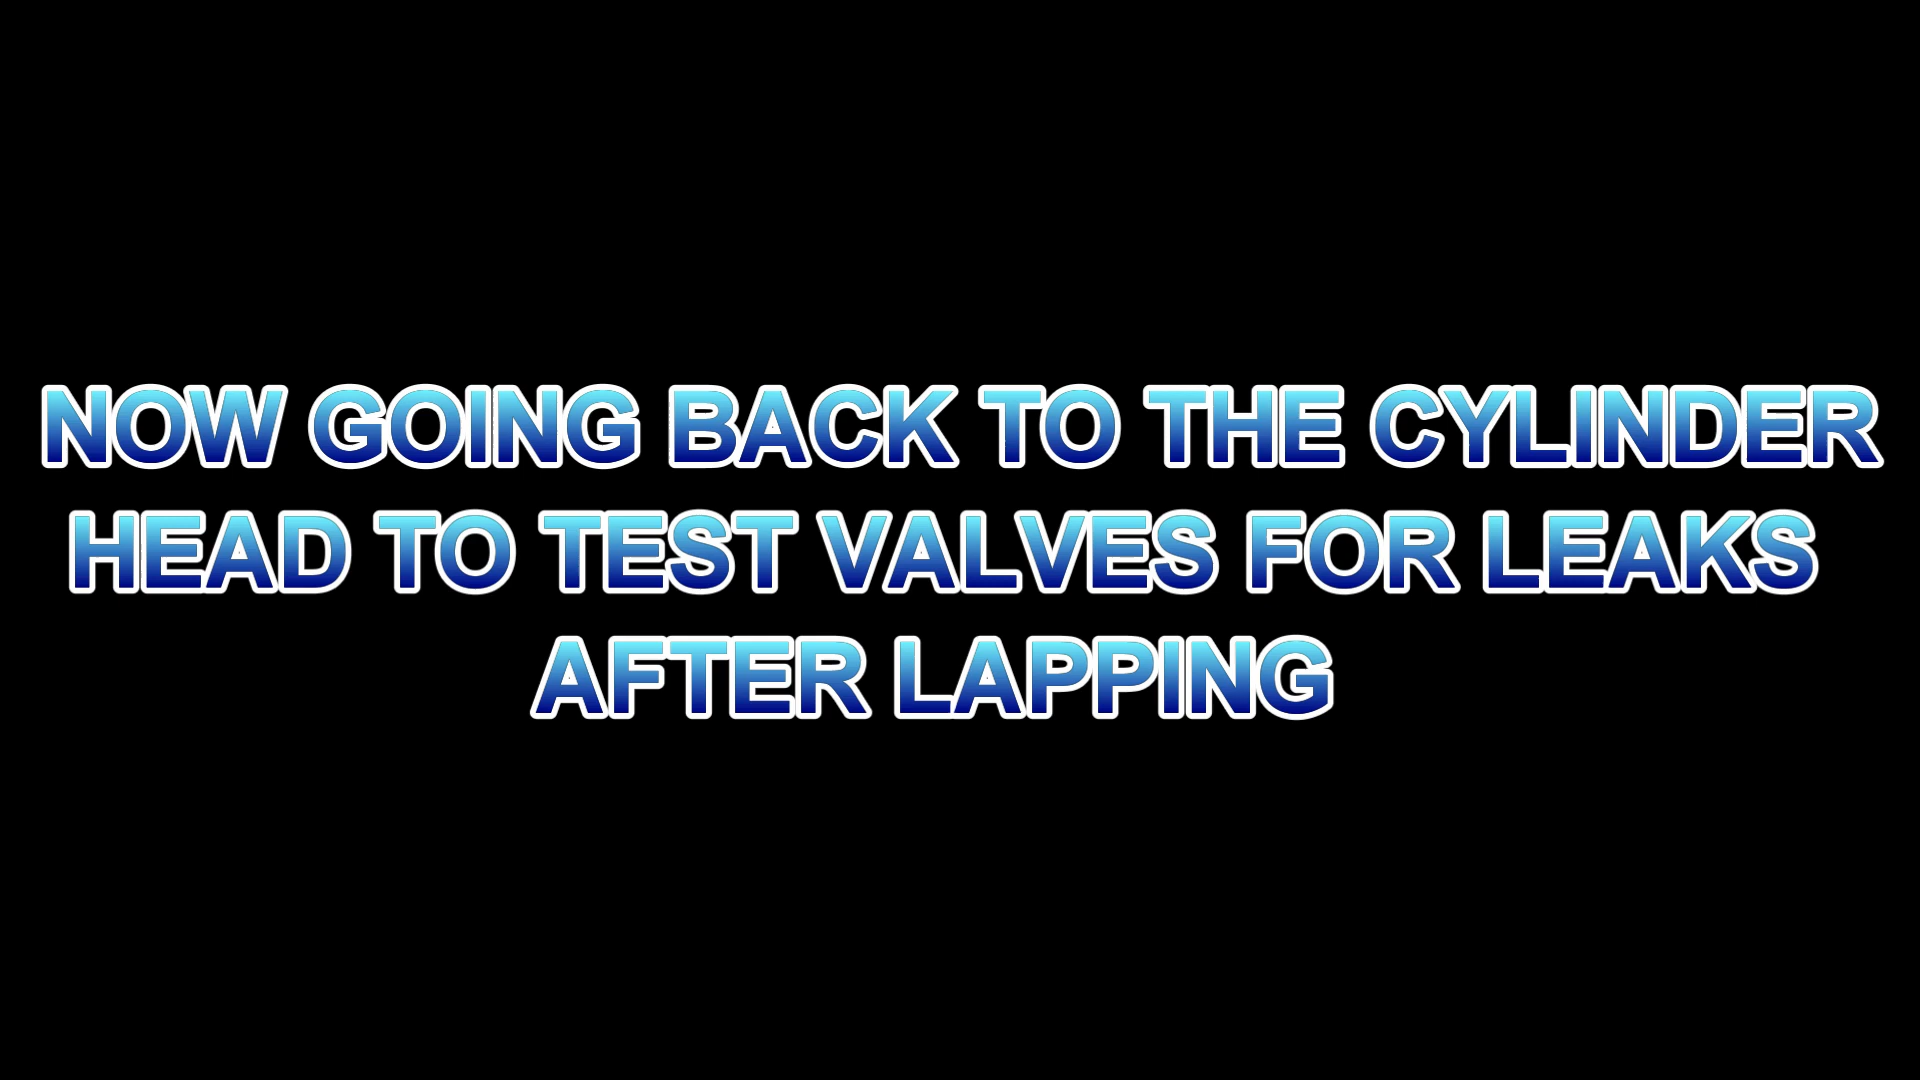 NOW GOING BACK TO THE CYLINDER
HEAD TO TEST VALVES FOR LEAKS
AFTER LAPPING